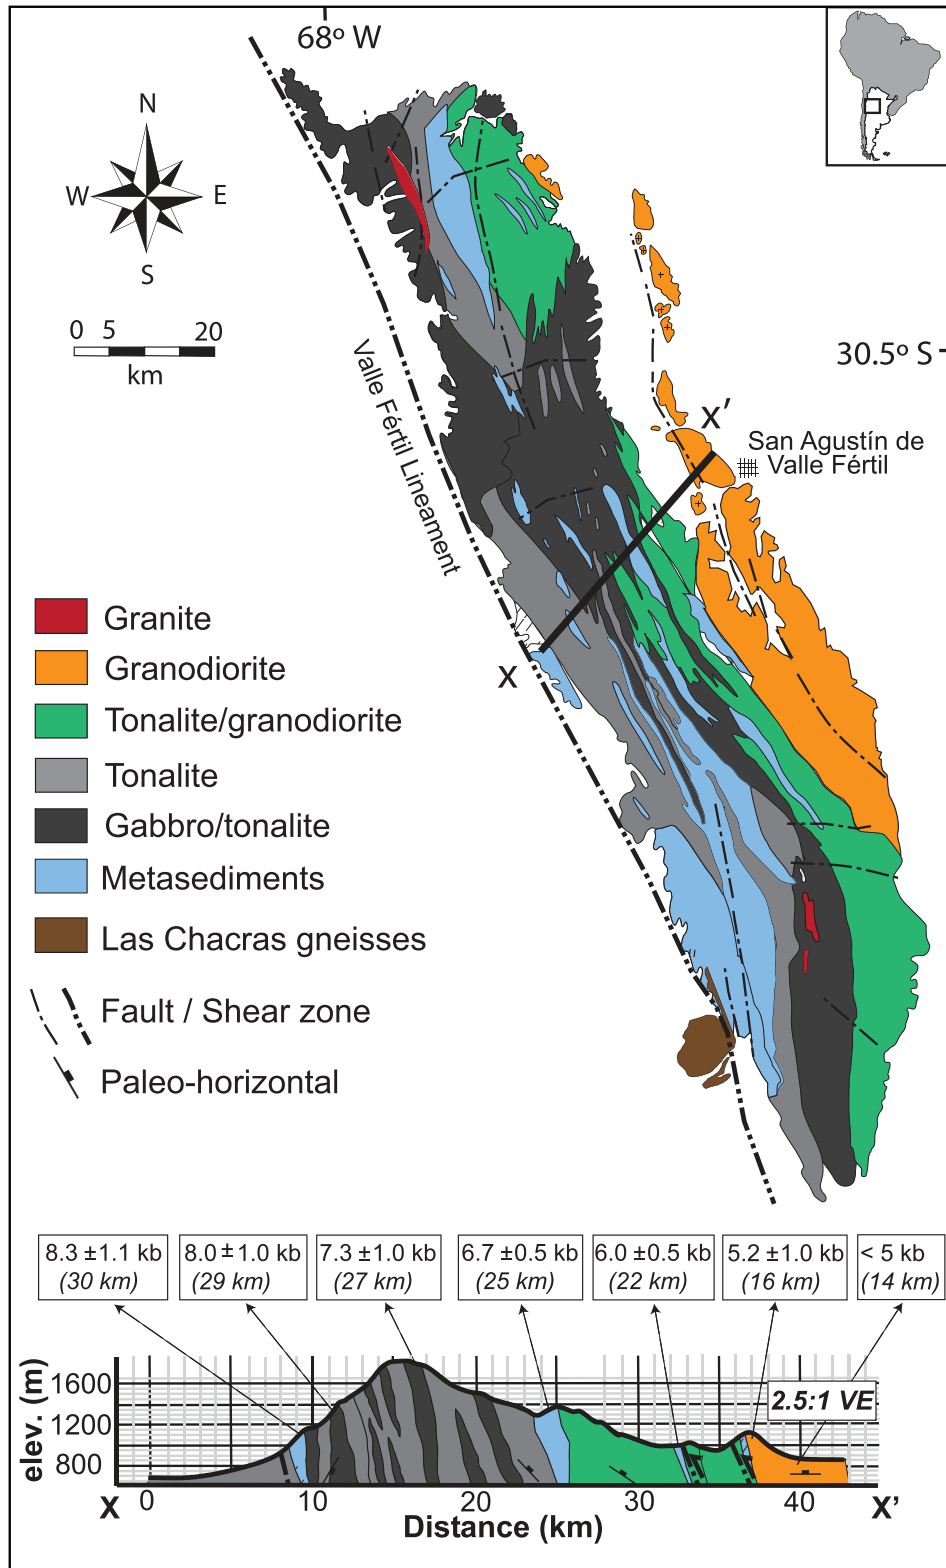 68º W
N
W E
S
0 5 20
km
30.5º S
Valle Fértil Lineament
X'
San Agustín de
Valle Fértil
X
Granite
Granodiorite
Tonalite/granodiorite
Tonalite
Gabbro/tonalite
Metasediments
Las Chacras gneisses
Fault / Shear zone
Paleo-horizontal
8.3 ±1.1 kb
(30 km)
8.0 ±1.0 kb
(29 km)
7.3 ±1.0 kb
(27 km)
6.7 ±0.5 kb
(25 km)
6.0 ±0.5 kb
(22 km)
5.2 ±1.0 kb
(16 km)
< 5 kb
(14 km)
elev. (m)
1600
1200
800
2.5:1 VE
X 0 10 20 30 40 X'
Distance (km)